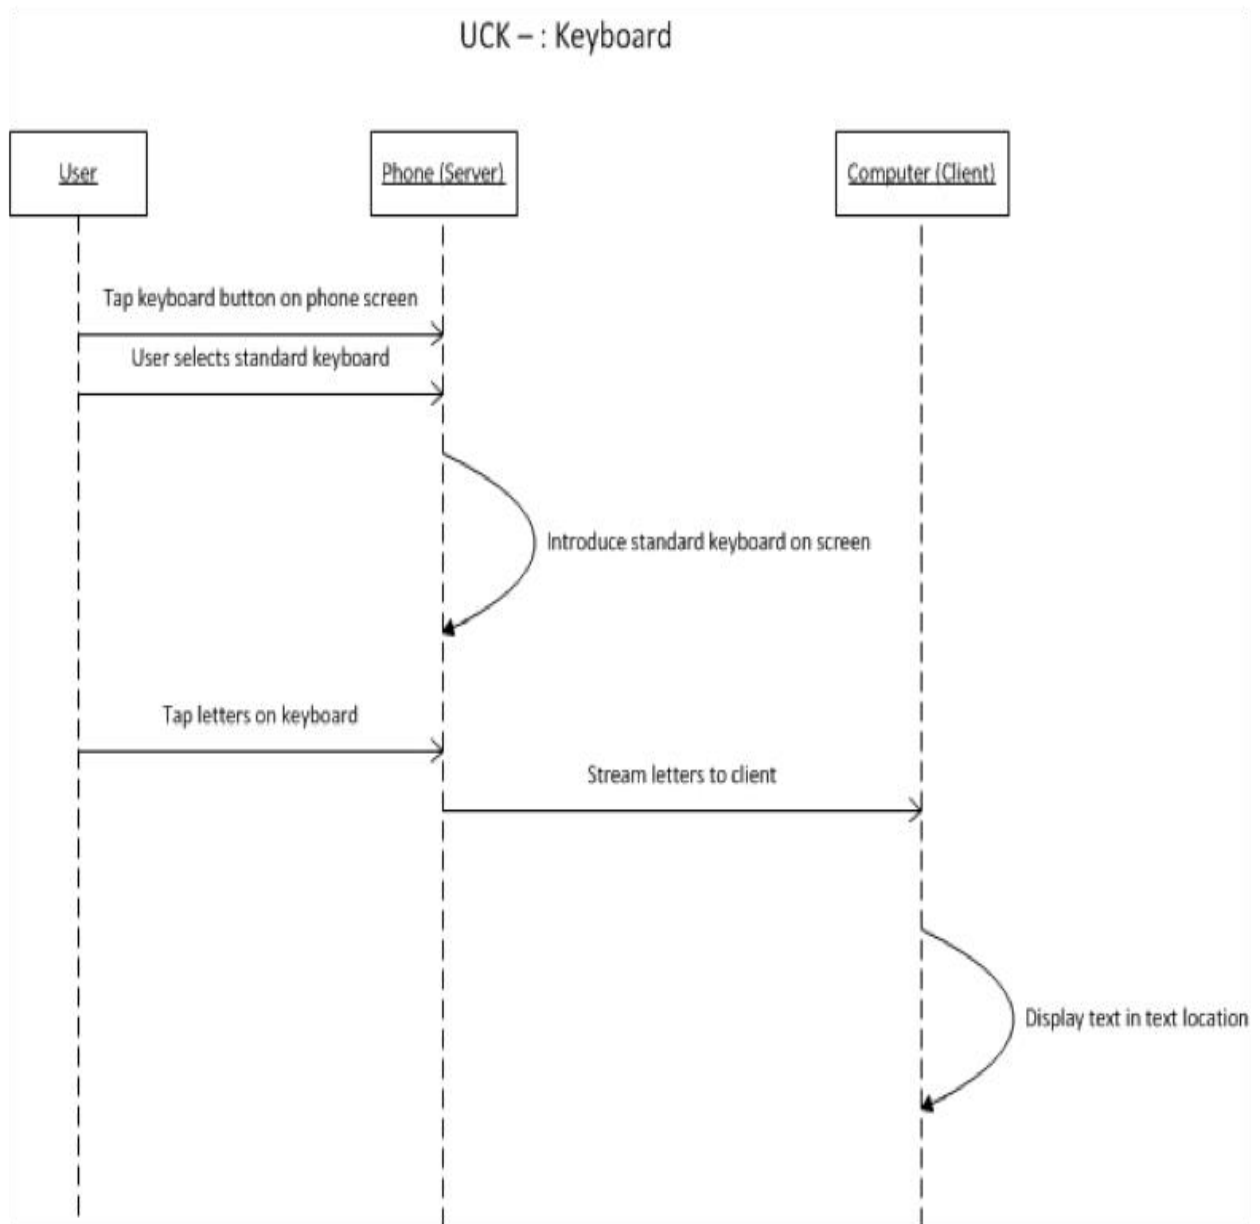 UCK – : Keyboard
User
Phone (Server)
Computer (Client)
Tap keyboard button on phone screen
User selects standard keyboard
Introduce standard keyboard on screen
Tap letters on keyboard
Stream letters to client
Display text in text location